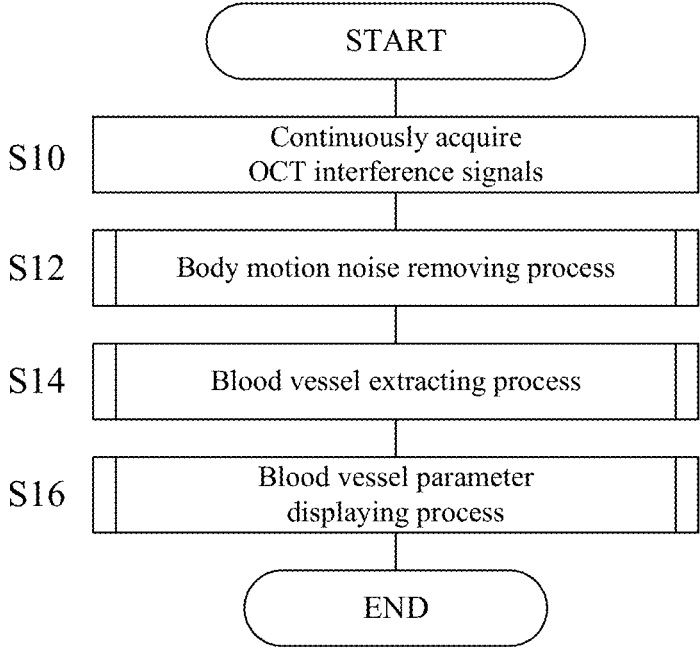 START
S10
Continuously acquire
OCT interference signals
S12
Body motion noise removing process
S14
Blood vessel extracting process
S16
Blood vessel parameter
displaying process
END